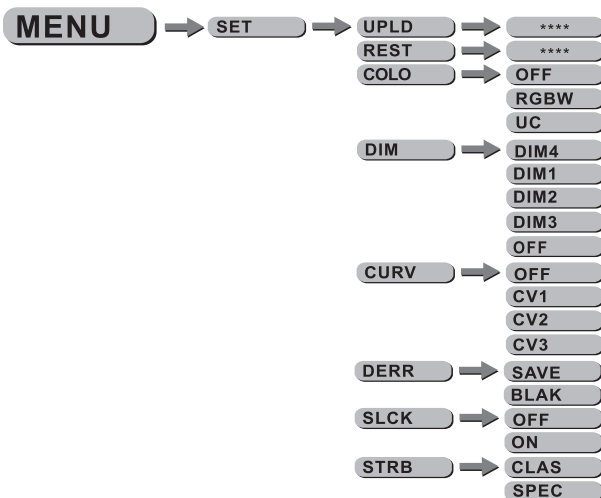 MENU SET UPLD ****
REST ****
COLO OFF
RGBW
UC
DIM DIM4
DIM1
DIM2
DIM3
OFF
CURV OFF
CV1
CV2
CV3
DERR SAVE
BLAK
SLCK OFF
ON
STRB CLAS
SPEC